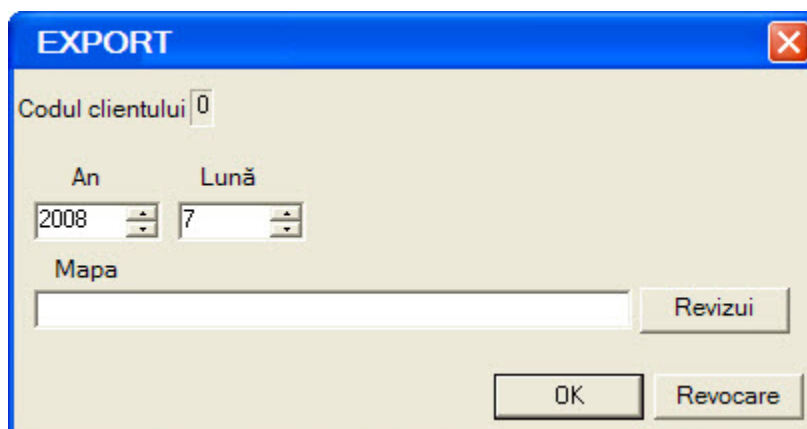 EXPORT
Codul clientului 0
An Lună
2008 7
Mapa
Revizui
OK Revocare